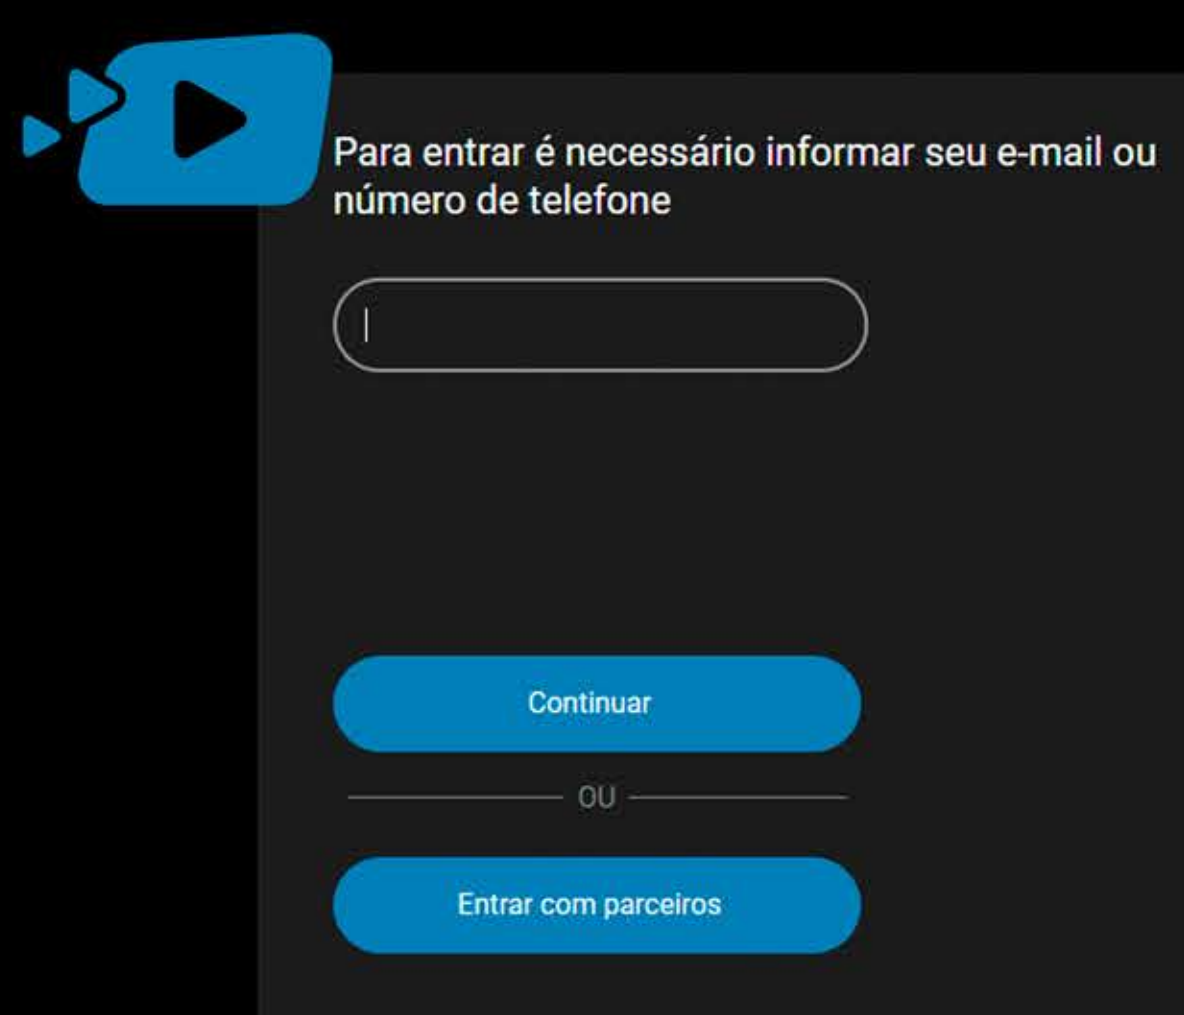 Para entrar é necessário informar seu e-mail ou
número de telefone
Continuar
OU
Entrar com parceiros